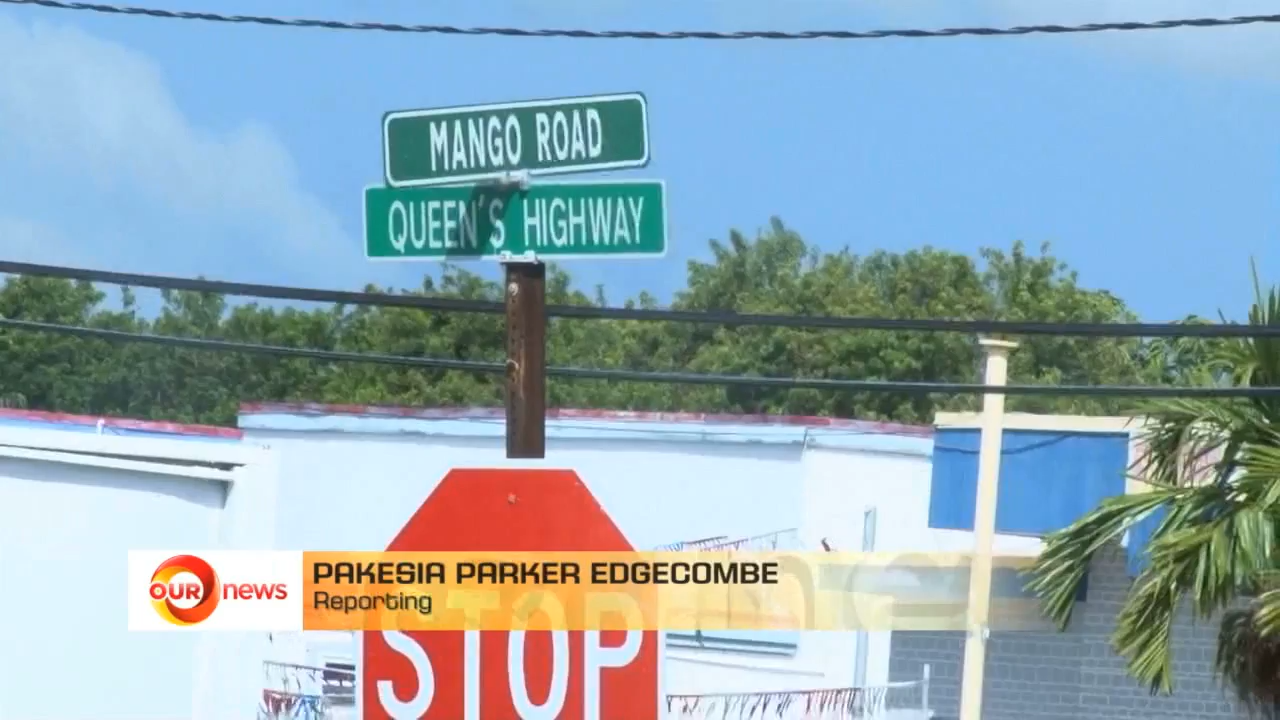 MANGO ROAD
QUEEN'S HIGHWAY
OUR news
PAKESIA PARKER EDGECOMBE
Reporting
STOP